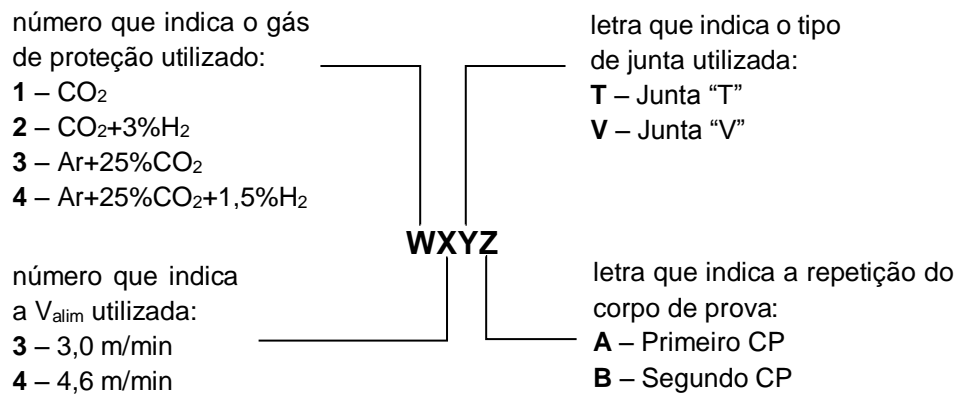 número que indica o gás
de proteção utilizado:
1 – CO₂
2 – CO₂+3%H₂
3 – Ar+25%CO₂
4 – Ar+25%CO₂+1,5%H₂
letra que indica o tipo
de junta utilizada:
T – Junta “T”
V – Junta “V”
WXYZ
número que indica
a Valim utilizada:
3 – 3,0 m/min
4 – 4,6 m/min
letra que indica a repetição do
corpo de prova:
A – Primeiro CP
B – Segundo CP